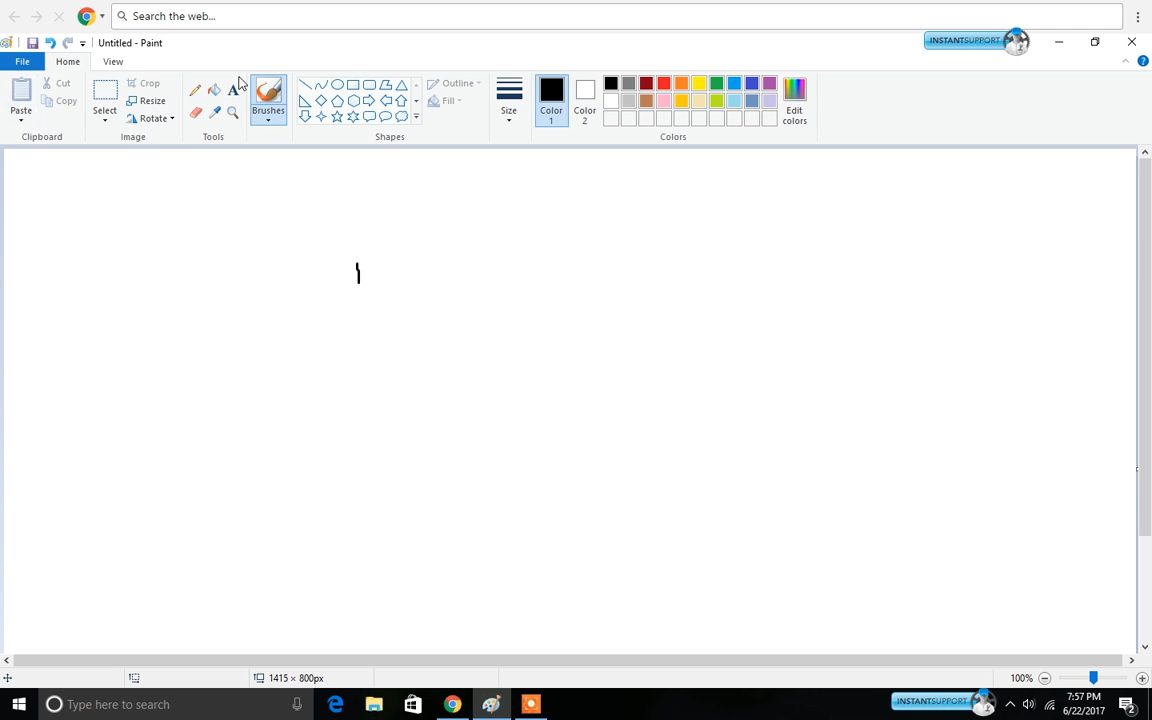 Search the web...
Untitled - Paint
INSTANTSUPPORT
File
Home
View
Paste
Cut
Copy
Clipboard
Select
Crop
Resize
Rotate
Image
A
Tools
Brushes
Outline
Fill
Shapes
Size
Color 1
Color 2
Edit colors
Colors
1415 × 800px
100%
Type here to search
INSTANTSUPPORT
7:57 PM
6/22/2017
2